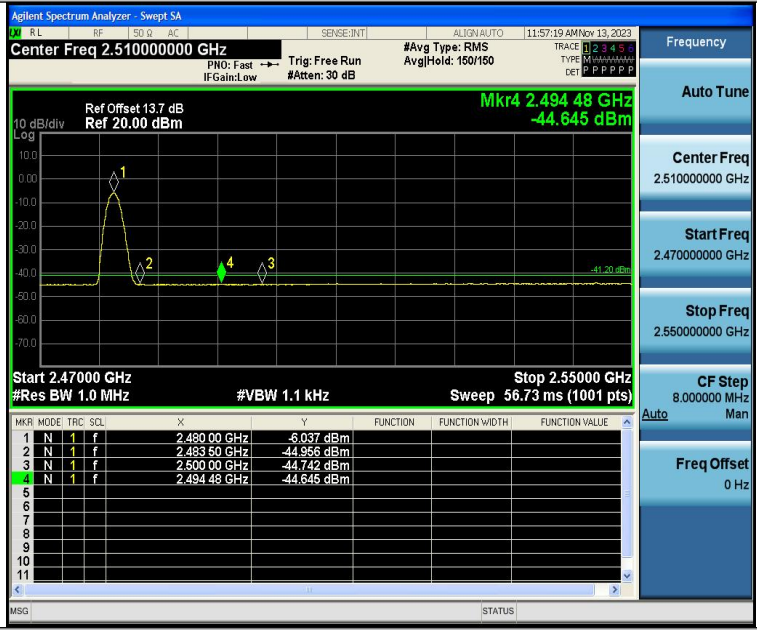 Agilent Spectrum Analyzer - Swept SA
LXI RL RF 50 Ω AC SENSE:INT ALIGN AUTO 11:57:19 AM Nov 13, 2023
Center Freq 2.510000000 GHz
PNO: Fast
IFGain:Low
Trig: Free Run
#Atten: 30 dB
#Avg Type: RMS
Avg|Hold: 150/150
TRACE 1 2 3 4 5 6
TYPE M
DET P P P P P P
Frequency
Auto Tune
Center Freq
2.510000000 GHz
Start Freq
2.470000000 GHz
Stop Freq
2.550000000 GHz
CF Step
8.000000 MHz
Auto Man
Freq Offset
0 Hz
Ref Offset 13.7 dB
10 dB/div Ref 20.00 dBm
Log
Mkr4 2.494 48 GHz
-44.645 dBm
10.0
0.00
-10.0
-20.0
-30.0
-40.0
-50.0
-60.0
-70.0
1
2
4
3
-41.20 dBm
Start 2.47000 GHz Stop 2.55000 GHz
#Res BW 1.0 MHz #VBW 1.1 kHz Sweep 56.73 ms (1001 pts)
MKR MODE TRC SCL X Y FUNCTION FUNCTION WIDTH FUNCTION VALUE
1 N 1 f 2.480 00 GHz -6.037 dBm
2 N 1 f 2.483 50 GHz -44.956 dBm
3 N 1 f 2.500 00 GHz -44.742 dBm
4 N 1 f 2.494 48 GHz -44.645 dBm
5
6
7
8
9
10
11
MSG STATUS